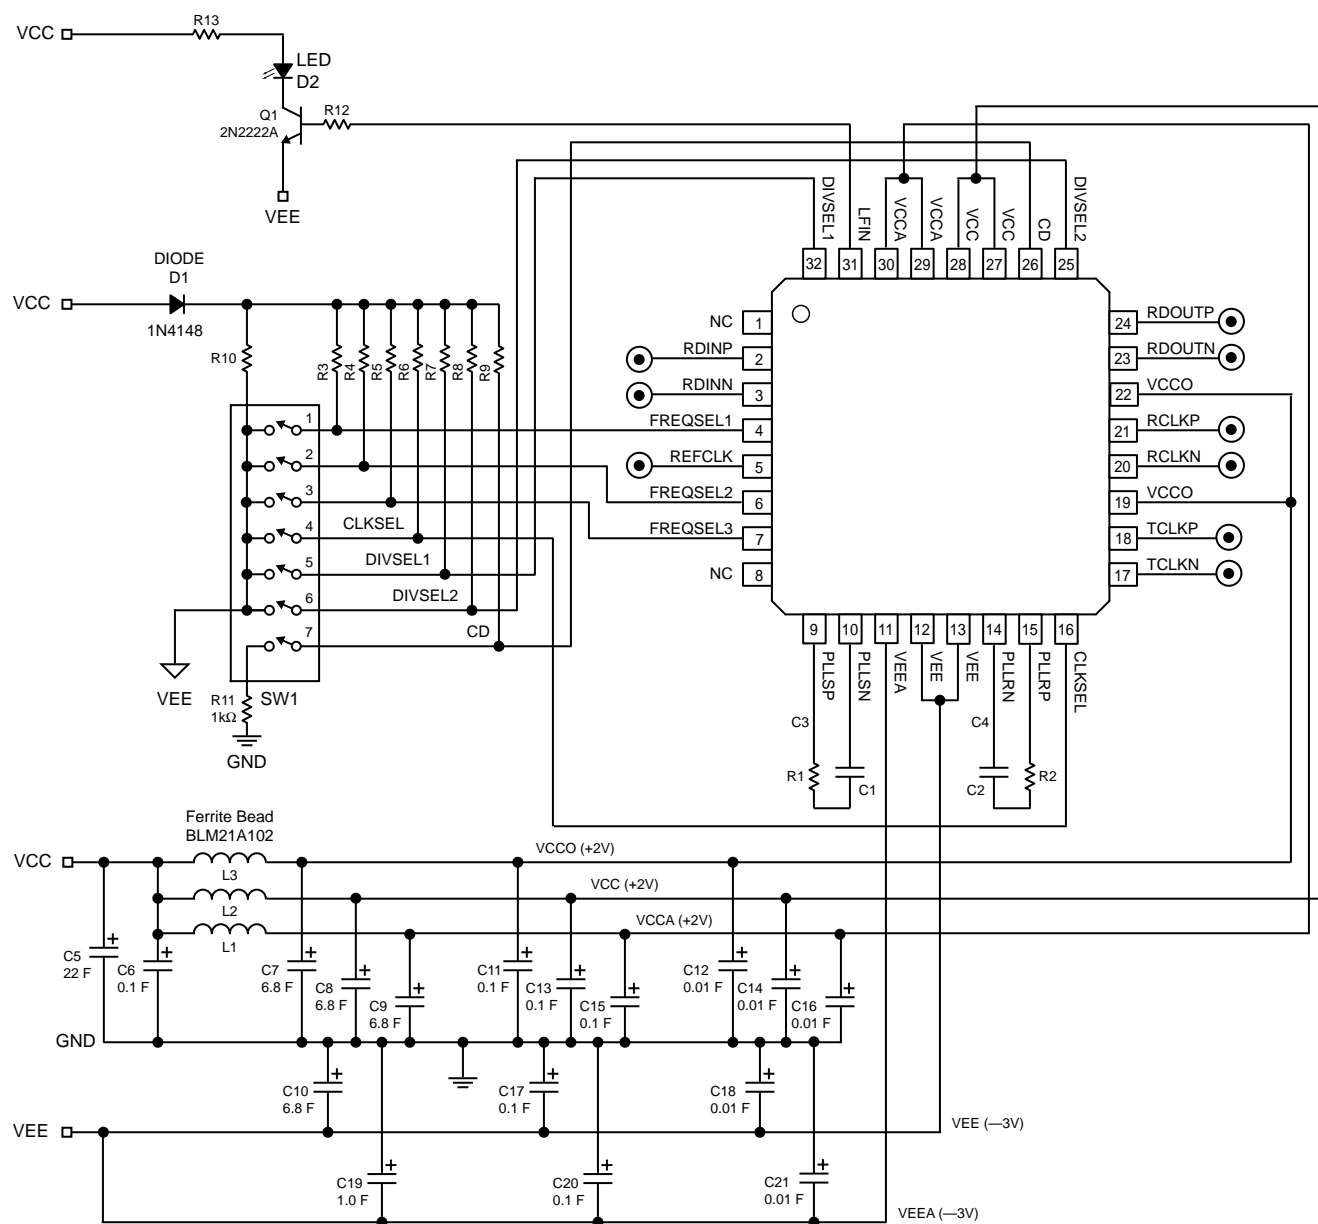 VCC
R13
LED
D2
Q1
2N2222A
R12
VEE
DIODE
D1
VCC
1N4148
R10
R3
R4
R5
R6
R7
R8
R9
1
2
3
4
5
6
7
CLKSEL
DIVSEL1
DIVSEL2
CD
VEE
SW1
R11
1kΩ
GND
DIVSEL1
LFIN
VCCA
VCCA
VCC
VCC
CD
DIVSEL2
32
31
30
29
28
27
26
25
NC
1
RDINP
2
RDINN
3
FREQSEL1
4
REFCLK
5
FREQSEL2
6
FREQSEL3
7
NC
8
24
RDOUTP
23
RDOUTN
22
VCCO
21
RCLKP
20
RCLKN
19
VCCO
18
TCLKP
17
TCLKN
9
10
11
12
13
14
15
16
PLLSP
PLLSN
VEEA
VEE
VEE
PLLRN
PLLRP
CLKSEL
C3
C4
R1
C1
C2
R2
Ferrite Bead
BLM21A102
VCC
L3
L2
L1
VCCO (+2V)
VCC (+2V)
VCCA (+2V)
C5
22 F
C6
0.1 F
C7
6.8 F
C8
6.8 F
C9
6.8 F
C11
0.1 F
C13
0.1 F
C15
0.1 F
C12
0.01 F
C14
0.01 F
C16
0.01 F
GND
C10
6.8 F
C17
0.1 F
C18
0.01 F
VEE
VEE (—3V)
C19
1.0 F
C20
0.1 F
C21
0.01 F
VEEA (—3V)